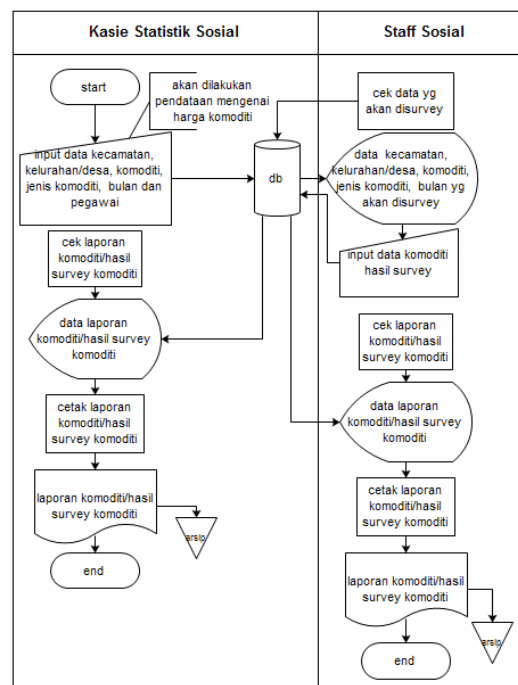 Kasie Statistik Sosial
Staff Sosial
start
akan dilakukan
pendataan mengenai
harga komoditi
input data kecamatan,
kelurahan/desa, komoditi,
jenis komoditi, bulan dan
pegawai
cek laporan
komoditi/hasil
survey komoditi
data laporan
komoditi/hasil survey
komoditi
cetak laporan
komoditi/hasil
survey komoditi
laporan komoditi/hasil
survey komoditi
arsip
end
db
cek data yg
akan disurvey
data kecamatan,
kelurahan/desa, komoditi,
jenis komoditi, bulan yg
akan disurvey
input data komoditi
hasil survey
cek laporan
komoditi/hasil
survey komoditi
data laporan
komoditi/hasil survey
komoditi
cetak laporan
komoditi/hasil
survey komoditi
laporan komoditi/hasil
survey komoditi
arsip
end